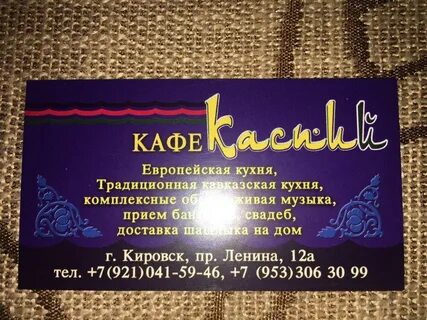 КАФЕ Каспий
Европейская кухня,
Традиционная кавказская кухня,
комплексные живая музыка,
прием свадеб,
доставка на дом
г. Кировск, пр. Ленина, 12а
тел. +7(921)041-59-46, +7 (953)306 30 99